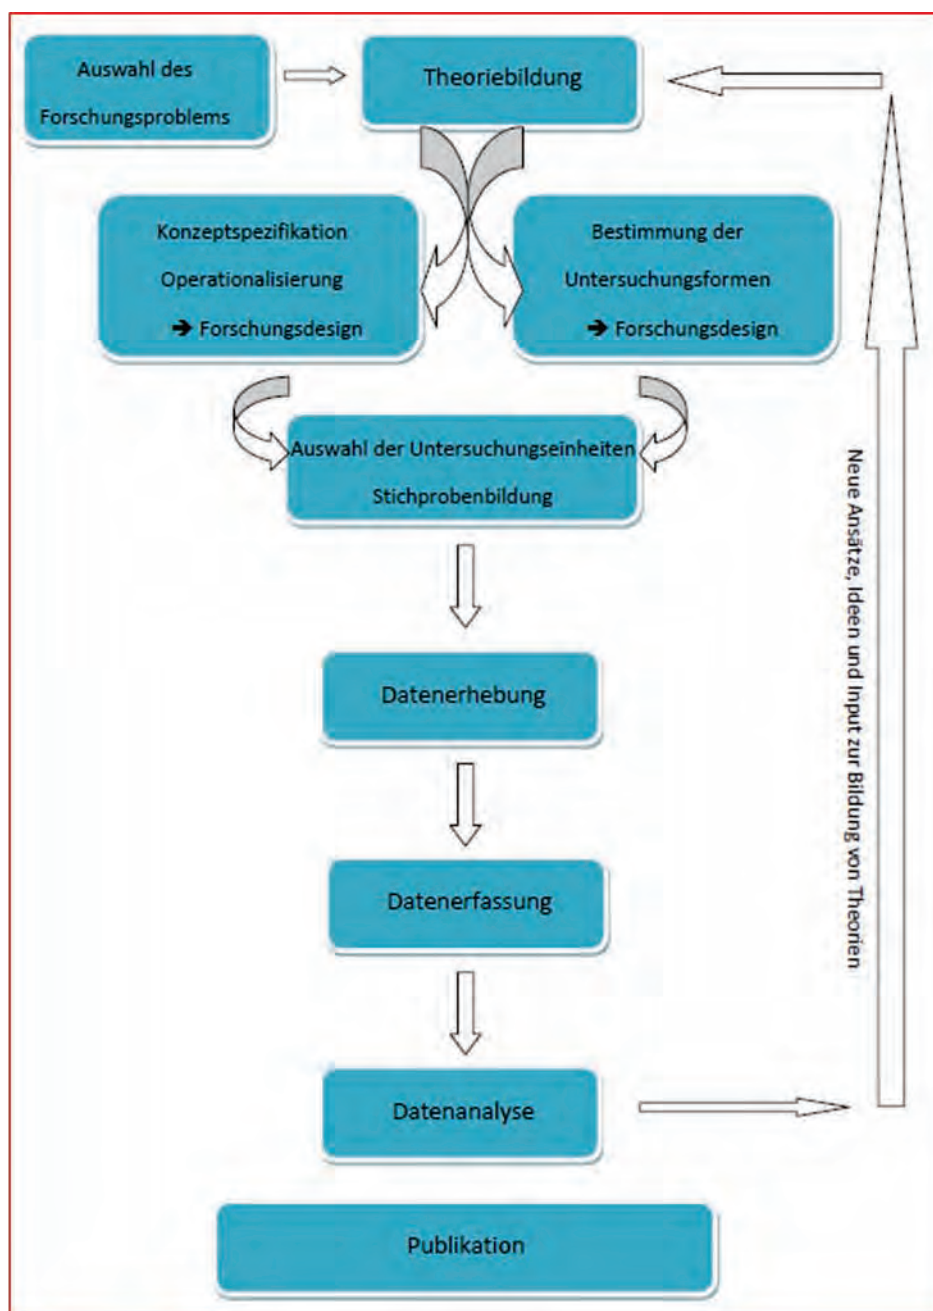 Auswahl des
Forschungsproblems
Theoriebildung
Konzeptspezifikation
Operationalisierung
➔ Forschungsdesign
Bestimmung der
Untersuchungsformen
➔ Forschungsdesign
Auswahl der Untersuchungseinheiten
Stichprobenbildung
Datenerhebung
Datenerfassung
Datenanalyse
Publikation
Neue Ansätze, Ideen und Input zur Bildung von Theorien